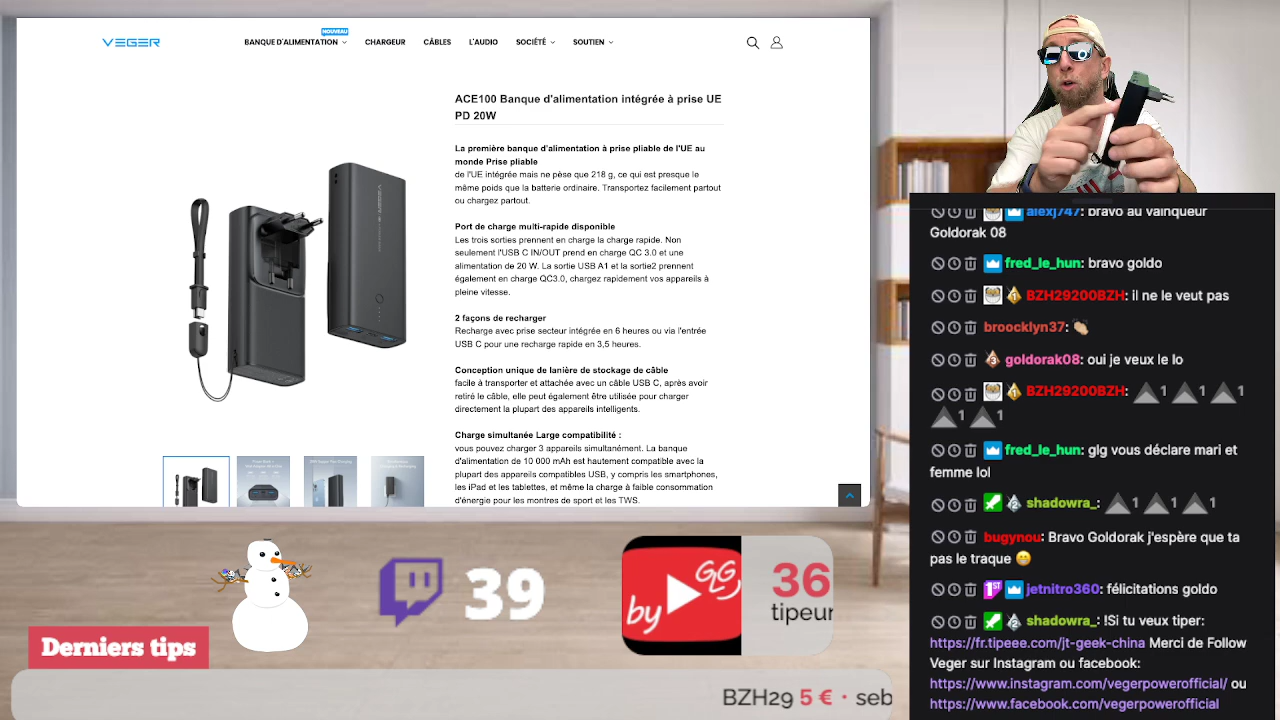 VEGER
NOUVEAU
BANQUE D'ALIMENTATION
CHARGEUR
CÂBLES
L'AUDIO
SOCIÉTÉ
SOUTIEN
ACE100 Banque d'alimentation intégrée à prise UE
PD 20W
La première banque d'alimentation à prise pliable de l'UE au
monde Prise pliable
de l'UE intégrée mais ne pèse que 218 g, ce qui est presque le
même poids que la batterie ordinaire. Transportez facilement partout
ou chargez partout.
Port de charge multi-rapide disponible
Les trois sorties prennent en charge la charge rapide. Non
seulement l'USB C IN/OUT prend en charge QC 3.0 et une
alimentation de 20 W. La sortie USB A1 et la sortie2 prennent
également en charge QC3.0, chargez rapidement vos appareils à
pleine vitesse.
2 façons de recharger
Recharge avec prise secteur intégrée en 6 heures ou via l'entrée
USB C pour une recharge rapide en 3,5 heures.
Conception unique de lanière de stockage de câble
facile à transporter et attachée avec un câble USB C, après avoir
retiré le câble, elle peut également être utilisée pour charger
directement la plupart des appareils intelligents.
Charge simultanée Large compatibilité :
vous pouvez charger 3 appareils simultanément. La banque
d'alimentation de 10 000 mAh est hautement compatible avec la
plupart des appareils compatibles USB, y compris les smartphones,
les iPad et les tablettes, et même la charge à faible consommation
d'énergie pour les montres de sport et les TWS.
alexj747: bravo au vainqueur
Goldorak 08
fred_le_hun: bravo goldo
BZH29200BZH: il ne le veut pas
broocklyn37:
goldorak08: oui je veux le lo
BZH29200BZH: 1 1 1
1 1
fred_le_hun: glg vous déclare mari et
femme lol
shadowra_: 1 1 1
bugynou: Bravo Goldorak j'espère que ta
pas le traque
1ST jetnitro360: félicitations goldo
shadowra_: !Si tu veux tiper:
https://fr.tipeee.com/jt-geek-china Merci de Follow
Veger sur Instagram ou facebook:
https://www.instagram.com/vegerpowerofficial/ ou
https://www.facebook.com/vegerpowerofficial
39
by GLG
36
tipeur
Derniers tips
BZH29 5 € · seb